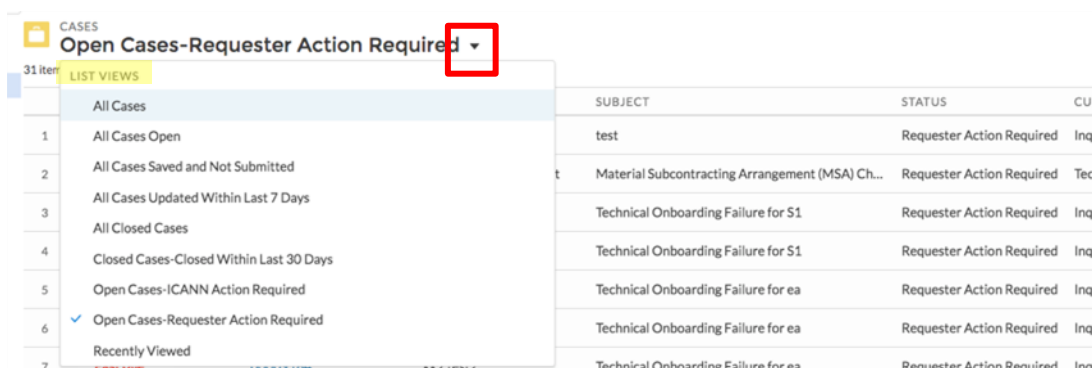 CASES
Open Cases-Requester Action Required
31 item
LIST VIEWS
All Cases
All Cases Open
All Cases Saved and Not Submitted
All Cases Updated Within Last 7 Days
All Closed Cases
Closed Cases-Closed Within Last 30 Days
Open Cases-ICANN Action Required
Open Cases-Requester Action Required
Recently Viewed
SUBJECT STATUS CU
1 test Requester Action Required Inq
2 t Material Subcontracting Arrangement (MSA) Ch... Requester Action Required Tec
3 Technical Onboarding Failure for S1 Requester Action Required Inq
4 Technical Onboarding Failure for S1 Requester Action Required Inq
5 Technical Onboarding Failure for ea Requester Action Required Inq
6 Technical Onboarding Failure for ea Requester Action Required Inq
7 Technical Onboarding Failure for ea Requester Action Required Inq